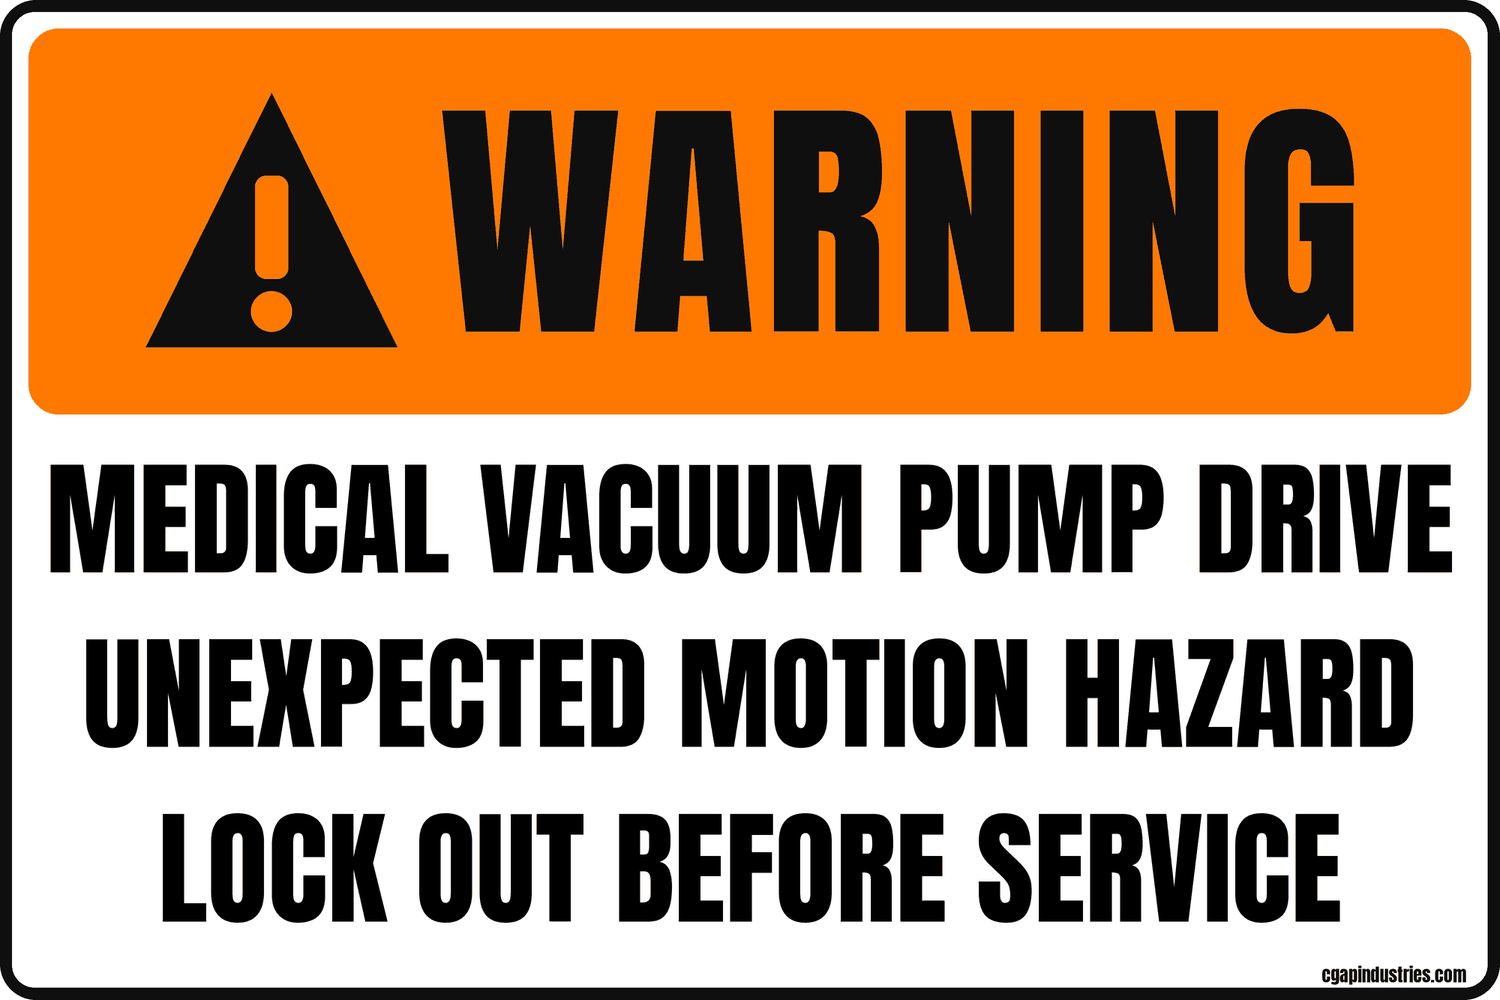 WARNING
MEDICAL VACUUM PUMP DRIVE
UNEXPECTED MOTION HAZARD
LOCK OUT BEFORE SERVICE
cgapindustries.com